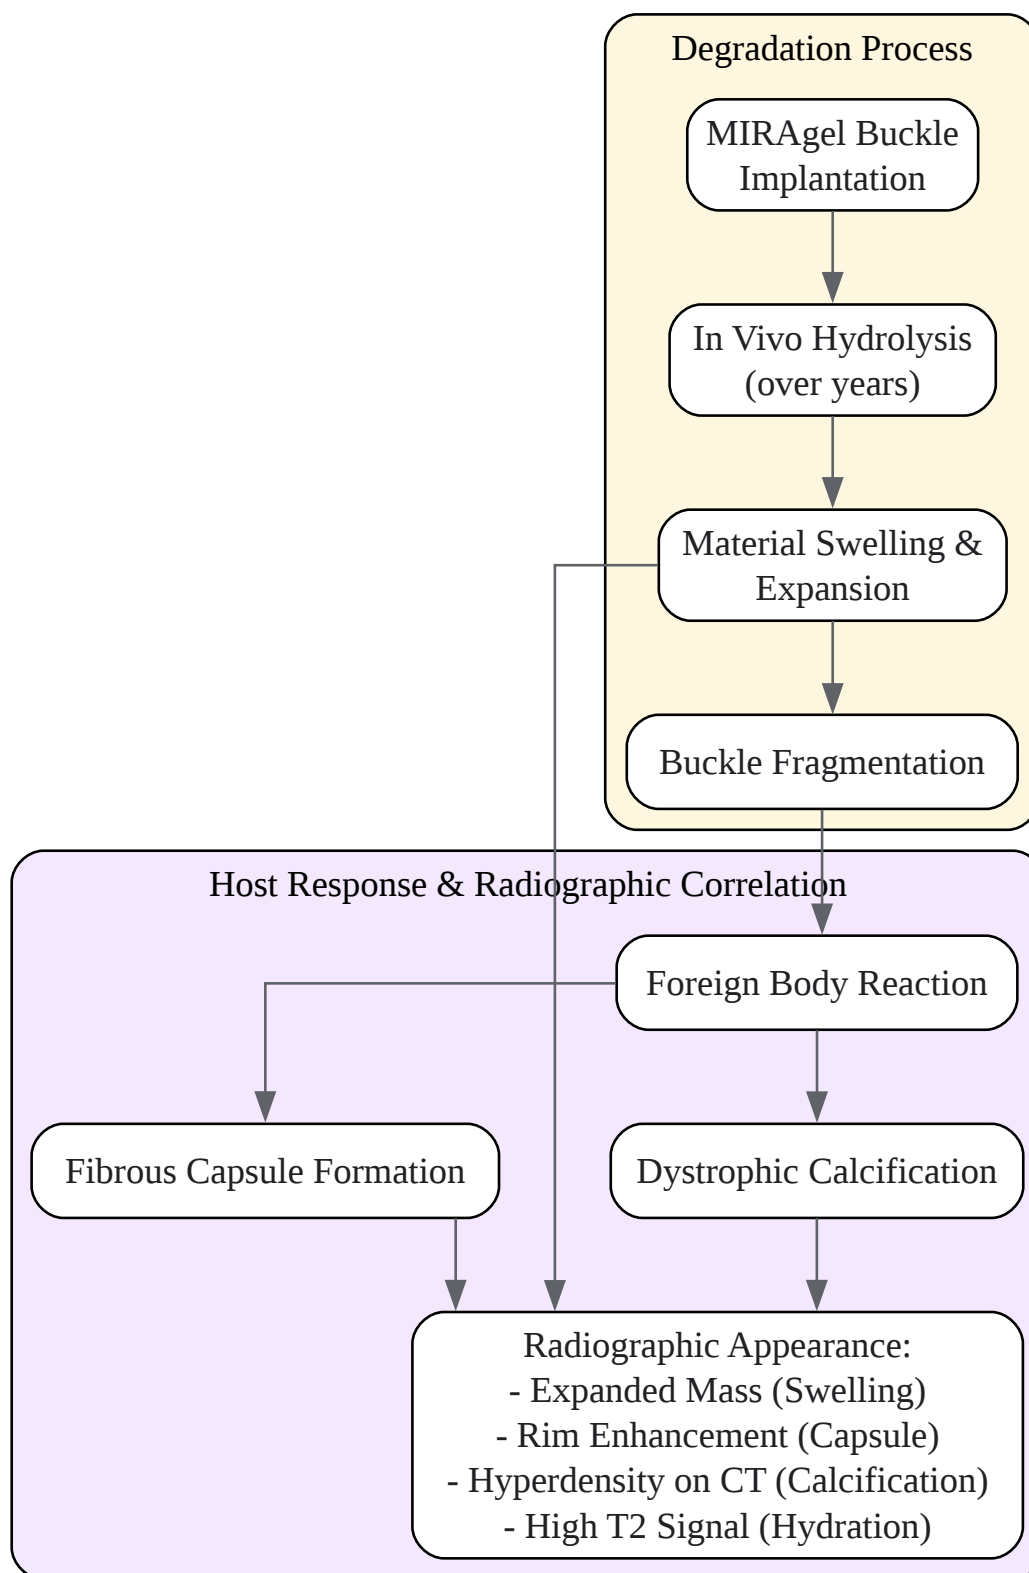 Degradation Process
MIRAgel Buckle
Implantation
In Vivo Hydrolysis
(over years)
Material Swelling &
Expansion
Buckle Fragmentation
Host Response & Radiographic Correlation
Foreign Body Reaction
Fibrous Capsule Formation
Dystrophic Calcification
Radiographic Appearance:
- Expanded Mass (Swelling)
- Rim Enhancement (Capsule)
- Hyperdensity on CT (Calcification)
- High T2 Signal (Hydration)